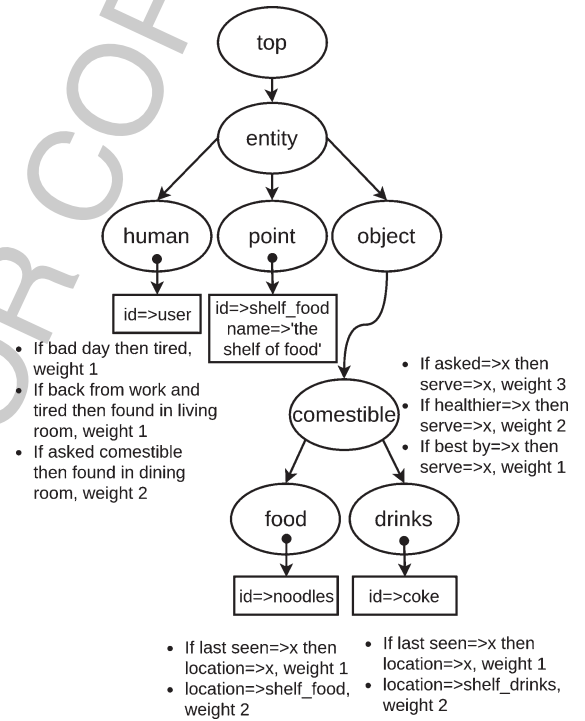 top
entity
human
point
object
id=>user
id=>shelf_food
name=>'the
shelf of food'
• If bad day then tired,
weight 1
• If back from work and
tired then found in living
room, weight 1
• If asked comestible
then found in dining
room, weight 2
comestible
• If asked=>x then
serve=>x, weight 3
• If healthier=>x then
serve=>x, weight 2
• If best by=>x then
serve=>x, weight 1
food
drinks
id=>noodles
id=>coke
• If last seen=>x then
location=>x, weight 1
• location=>shelf_food,
weight 2
• If last seen=>x then
location=>x, weight 1
• location=>shelf_drinks,
weight 2
OR COP